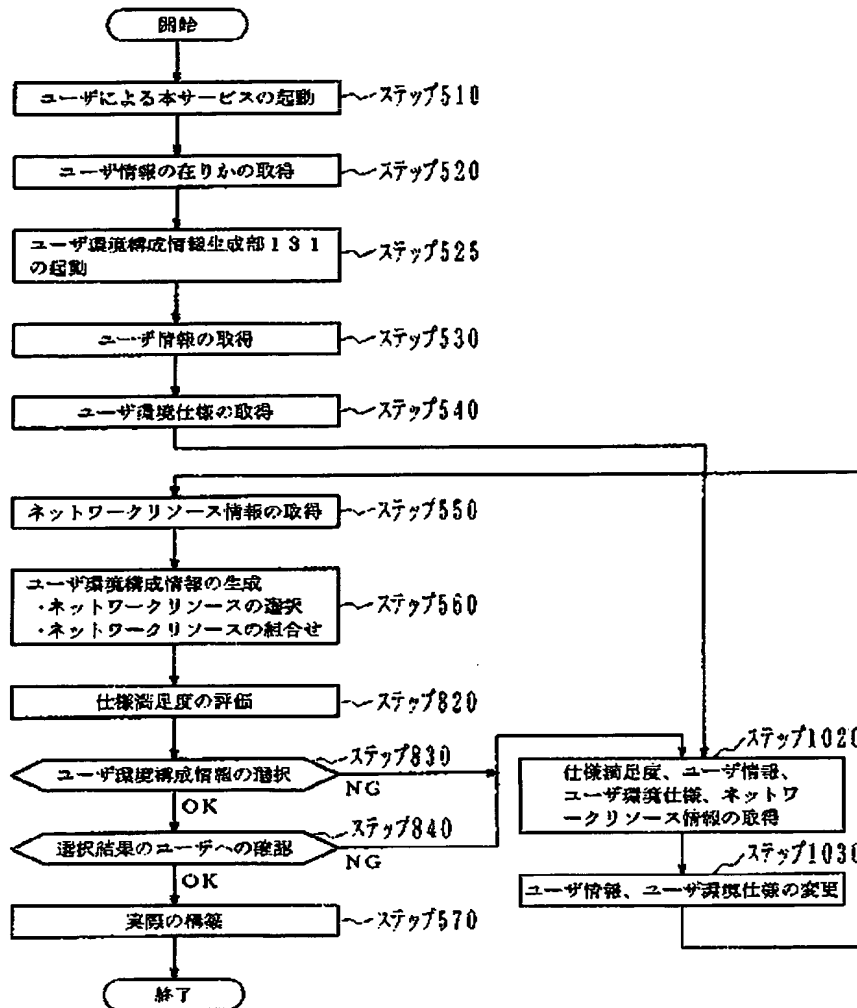 開始
ユーザによる本サービスの起動
ステップ510
ユーザ情報の在りかの取得
ステップ520
ユーザ環境構成情報生成部131
の起動
ステップ525
ユーザ情報の取得
ステップ530
ユーザ環境仕様の取得
ステップ540
ネットワークリソース情報の取得
ステップ550
ユーザ環境構成情報の生成
・ネットワークリソースの選択
・ネットワークリソースの組合せ
ステップ560
仕様満足度の評価
ステップ820
ステップ830
ユーザ環境構成情報の選択
NG
OK
ステップ840
選択結果のユーザへの確認
NG
OK
実際の構築
ステップ570
終了
ステップ1020
仕様満足度、ユーザ情報、
ユーザ環境仕様、ネットワ
ークリソース情報の取得
ステップ1030
ユーザ情報、ユーザ環境仕様の変更